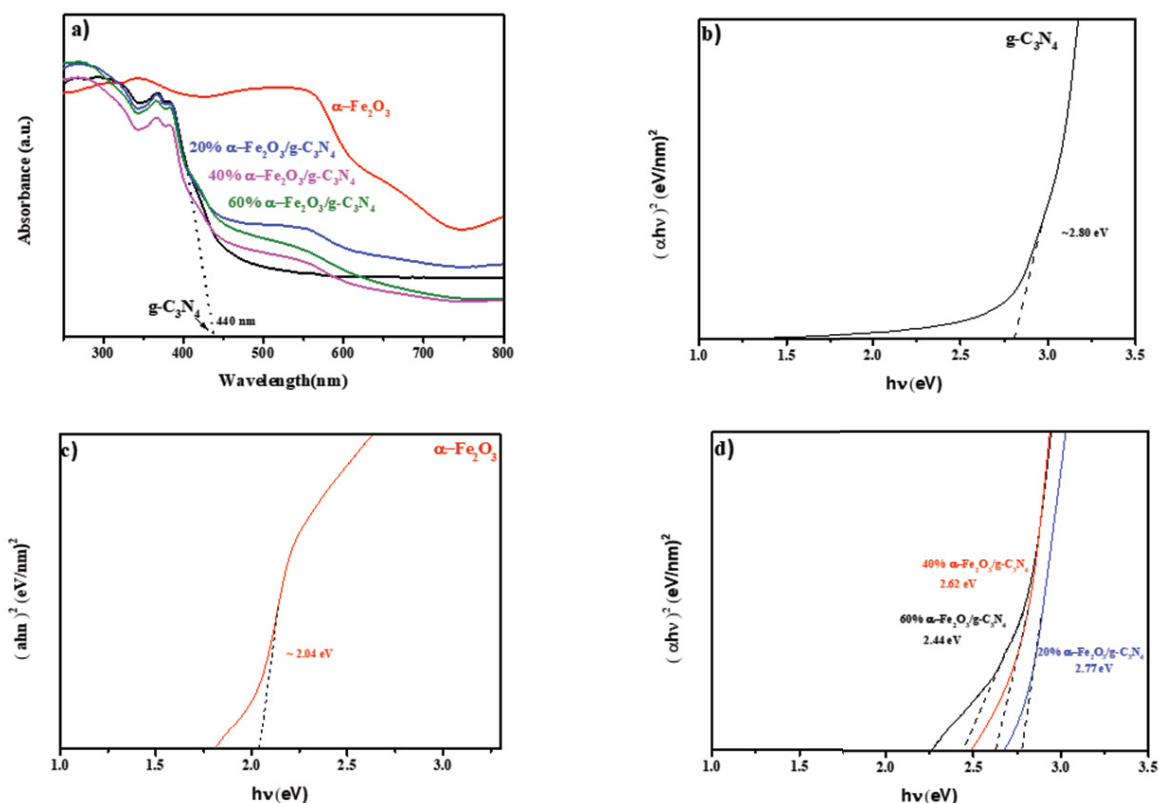 a)
α–Fe₂O₃
20% α–Fe₂O₃/g-C₃N₄
40% α–Fe₂O₃/g-C₃N₄
60% α–Fe₂O₃/g-C₃N₄
g-C₃N₄
440 nm
Absorbance (a.u.)
300 400 500 600 700 800
Wavelength(nm)
b)
g-C₃N₄
~2.80 eV
(αhν)² (eV/nm)²
1.0 1.5 2.0 2.5 3.0 3.5
hν(eV)
c)
α–Fe₂O₃
~ 2.04 eV
(ahn)² (eV/nm)²
1.0 1.5 2.0 2.5 3.0
hν(eV)
d)
40% α–Fe₂O₃/g-C₃N₄
2.62 eV
60% α–Fe₂O₃/g-C₃N₄
2.44 eV
20% α–Fe₂O₃/g-C₃N₄
2.77 eV
(αhν)² (eV/nm)²
1.0 1.5 2.0 2.5 3.0 3.5
hν(eV)